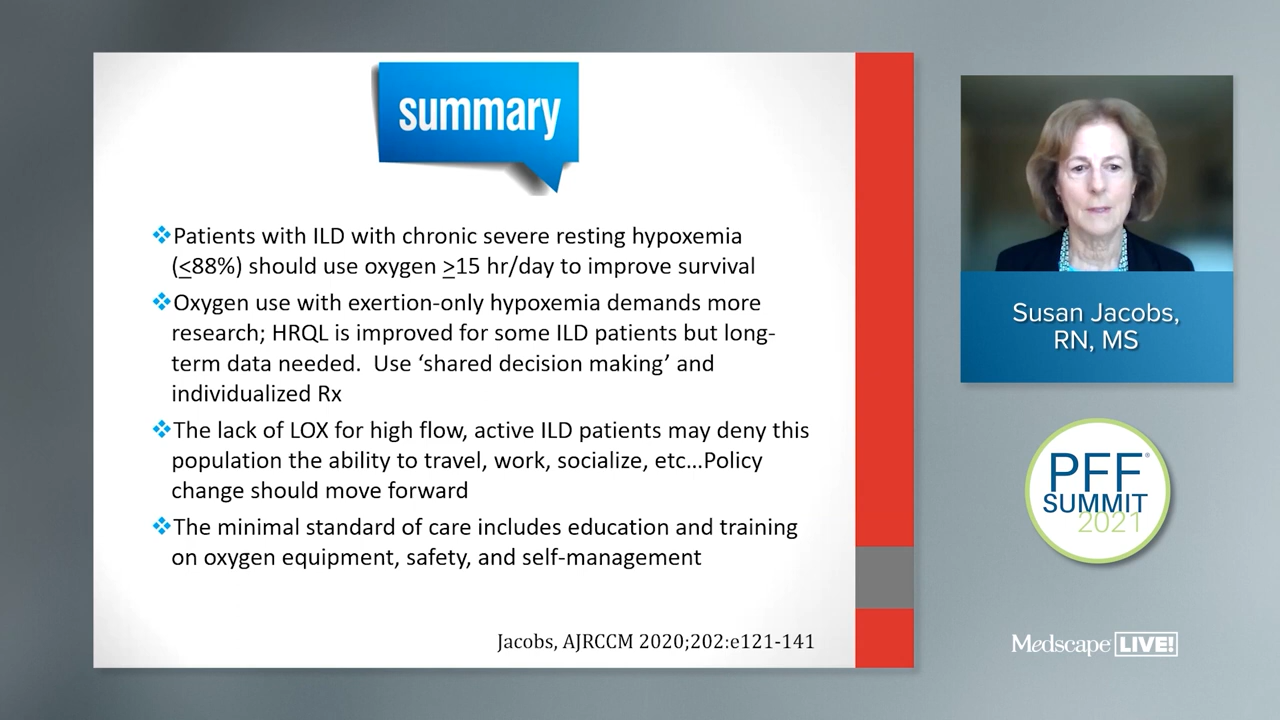 summary
❖Patients with ILD with chronic severe resting hypoxemia
(≤88%) should use oxygen ≥15 hr/day to improve survival
❖Oxygen use with exertion-only hypoxemia demands more
research; HRQL is improved for some ILD patients but long-
term data needed. Use ‘shared decision making’ and
individualized Rx
❖The lack of LOX for high flow, active ILD patients may deny this
population the ability to travel, work, socialize, etc…Policy
change should move forward
❖The minimal standard of care includes education and training
on oxygen equipment, safety, and self-management
Jacobs, AJRCCM 2020;202:e121-141
Susan Jacobs,
RN, MS
PFF®
SUMMIT
2021
Medscape LIVE!